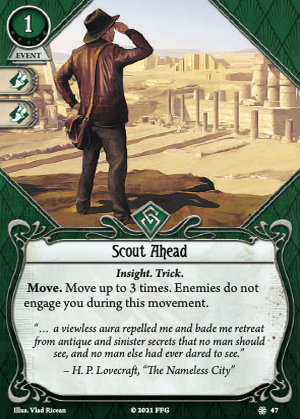 1
EVENT
Scout Ahead
Insight. Trick.
Move. Move up to 3 times. Enemies do not
engage you during this movement.
“… a viewless aura repelled me and bade me retreat
from antique and sinister secrets that no man should
see, and no man else had ever dared to see.”
– H. P. Lovecraft, “The Nameless City”
Illus. Vlad Ricean
© 2021 FFG
47